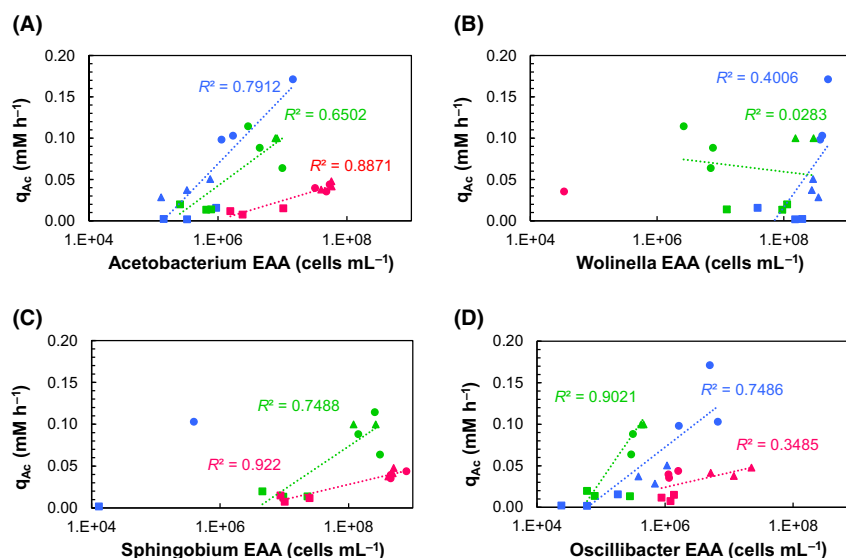 (A)
0.20
0.15
0.10
0.05
0.00
q_Ac (mM h⁻¹)
R² = 0.7912
R² = 0.6502
R² = 0.8871
1.E+04 1.E+06 1.E+08
Acetobacterium EAA (cells mL⁻¹)
(B)
0.20
0.15
0.10
0.05
0.00
q_Ac (mM h⁻¹)
R² = 0.4006
R² = 0.0283
1.E+04 1.E+06 1.E+08
Wolinella EAA (cells mL⁻¹)
(C)
0.20
0.15
0.10
0.05
0.00
q_Ac (mM h⁻¹)
R² = 0.7488
R² = 0.922
1.E+04 1.E+06 1.E+08
Sphingobium EAA (cells mL⁻¹)
(D)
0.20
0.15
0.10
0.05
0.00
q_Ac (mM h⁻¹)
R² = 0.9021
R² = 0.7486
R² = 0.3485
1.E+04 1.E+06 1.E+08
Oscillibacter EAA (cells mL⁻¹)